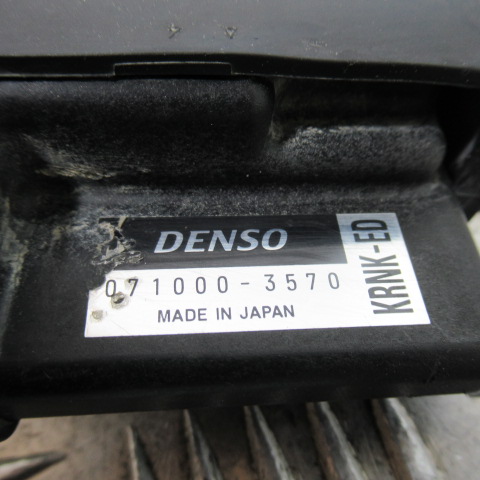 DENSO
071000-3570
MADE IN JAPAN
KRNK-ED